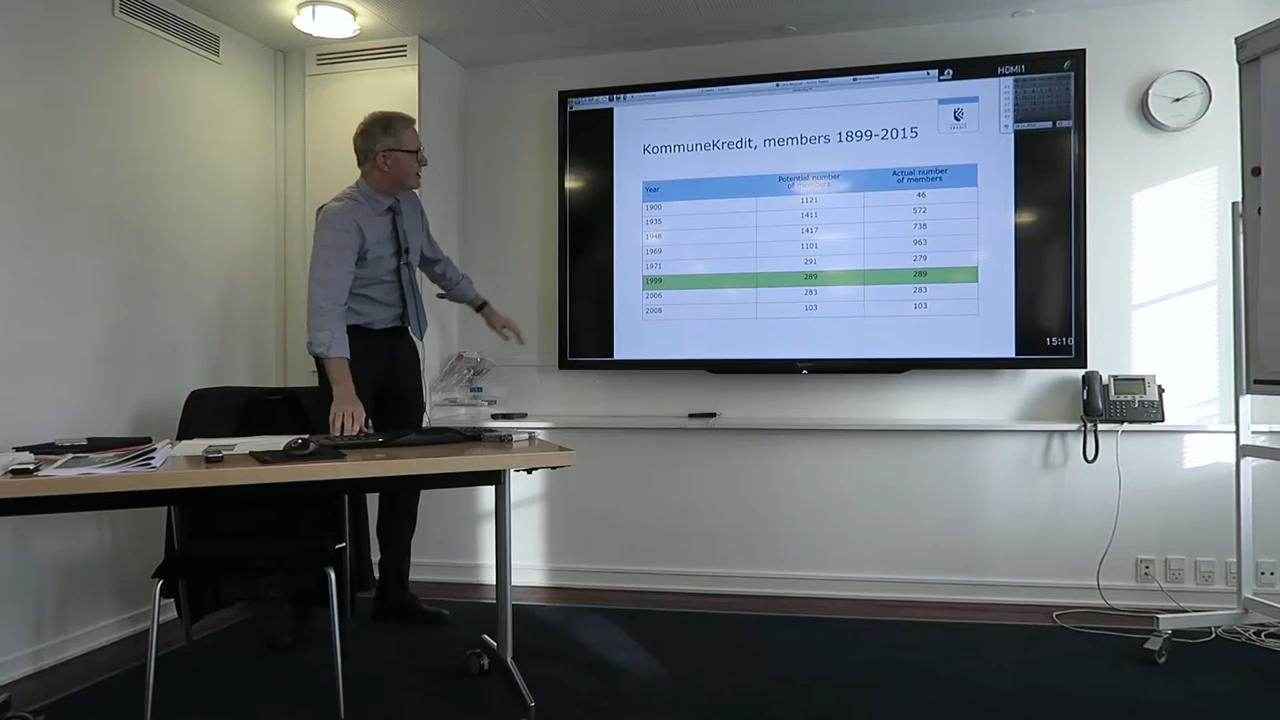 HDMI1
KREDIT
KommuneKredit, members 1899-2015
Year Potential number of members Actual number of members
1900 1121 46
1935 1411 572
1948 1417 738
1969 1101 963
1971 291 279
1999 289 289
2006 283 283
2008 103 103
15:10